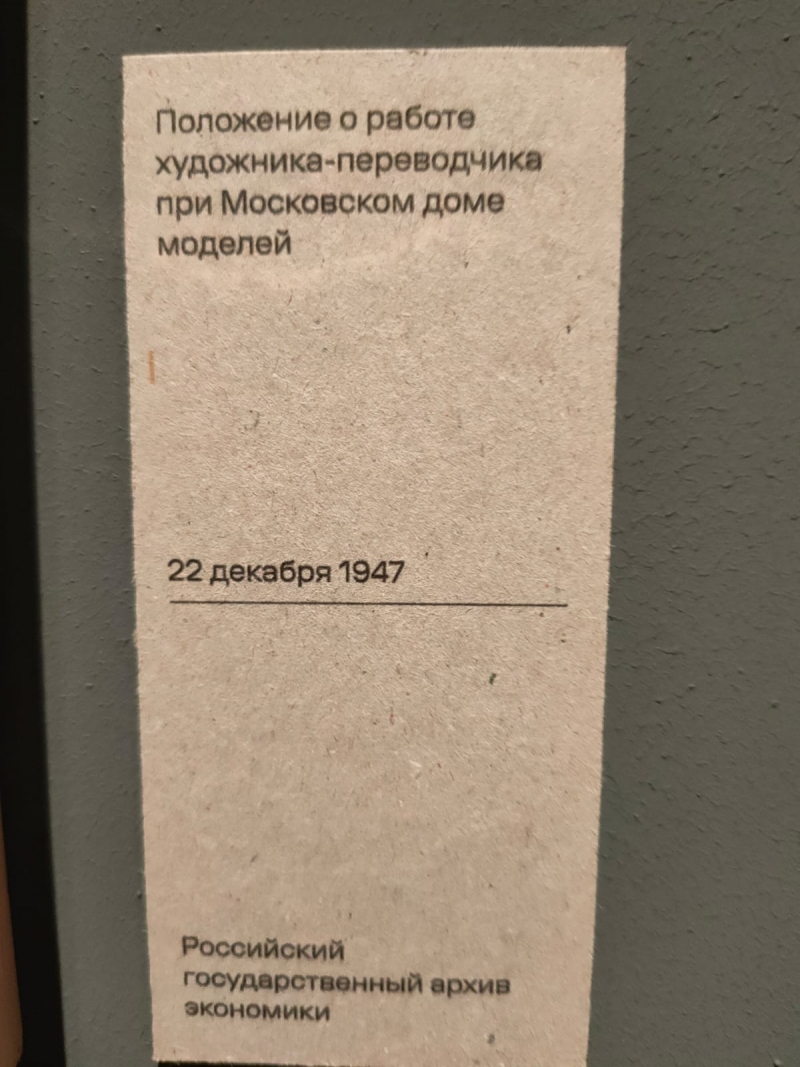 Положение о работе
художника-переводчика
при Московском доме
моделей
22 декабря 1947
Российский
государственный архив
экономики